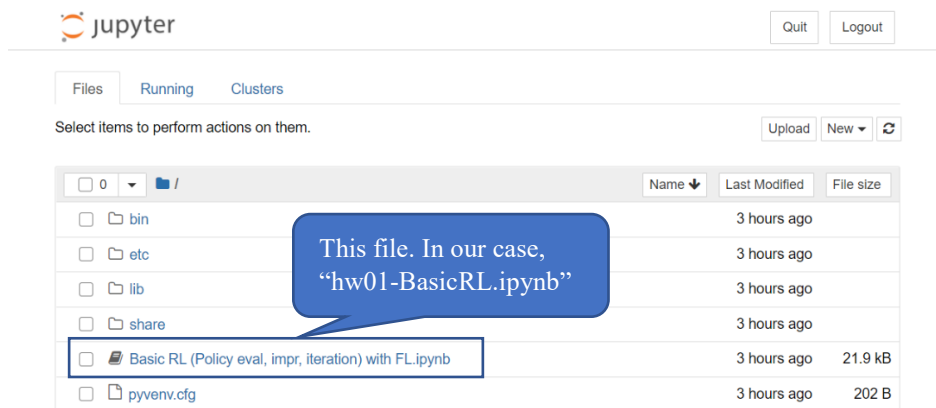 jupyter
Quit Logout
Files Running Clusters
Select items to perform actions on them.
Upload New
0 /
Name Last Modified File size
bin 3 hours ago
etc 3 hours ago
lib 3 hours ago
share 3 hours ago
This file. In our case,
“hw01-BasicRL.ipynb”
Basic RL (Policy eval, impr, iteration) with FL.ipynb 3 hours ago 21.9 kB
pyvenv.cfg 3 hours ago 202 B